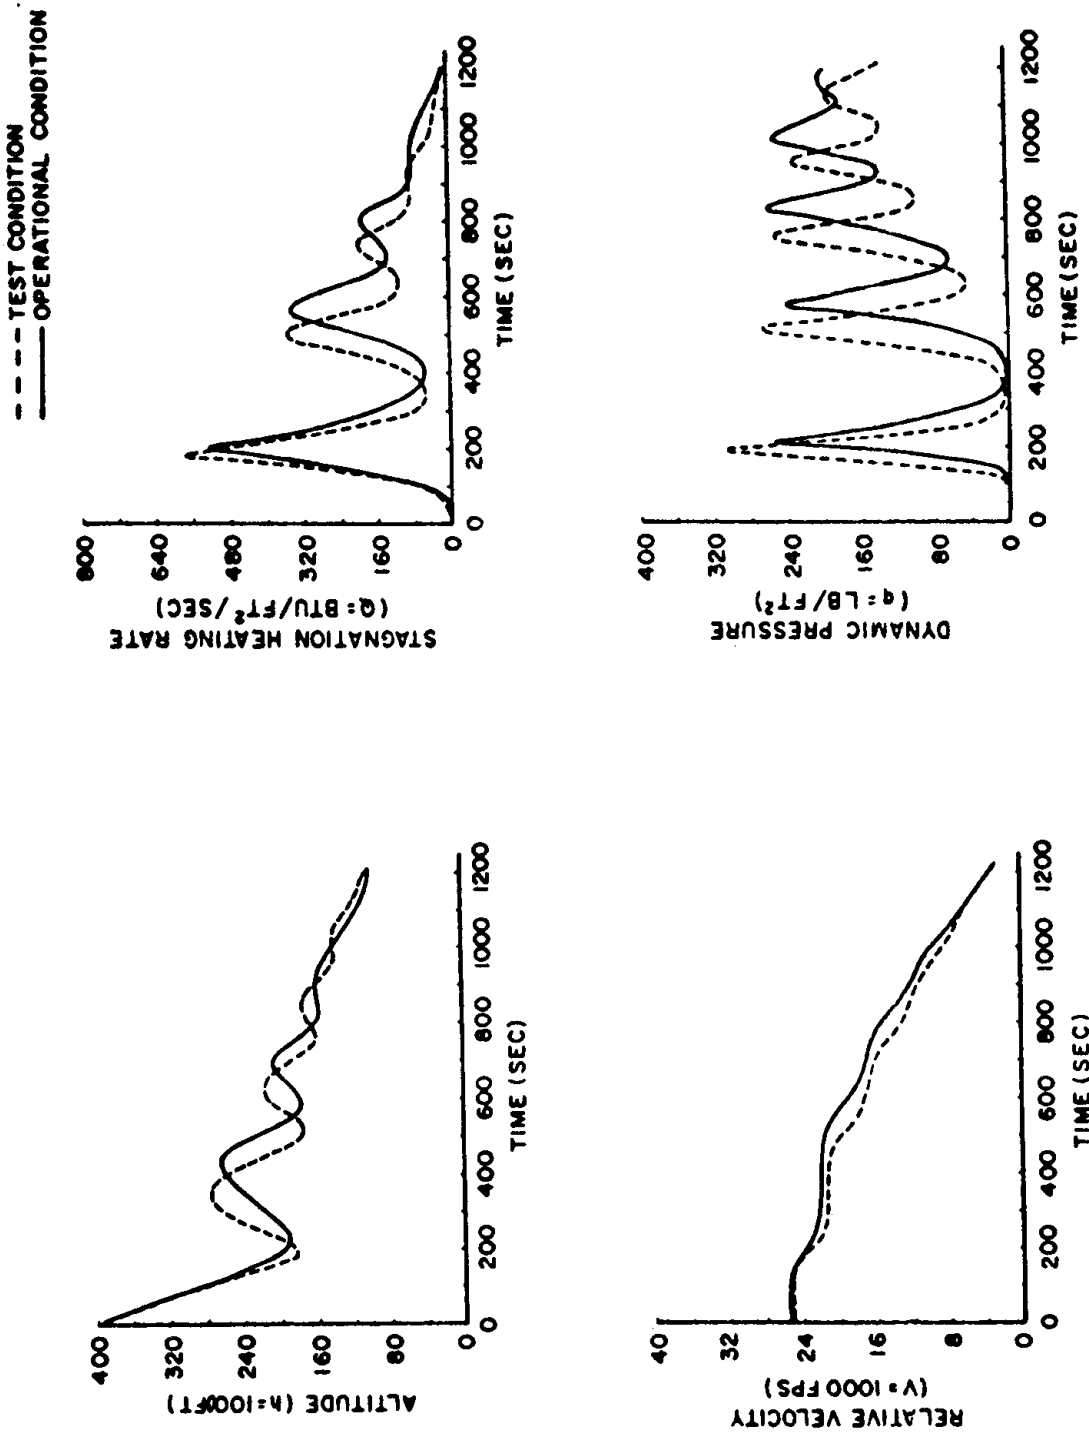 --- TEST CONDITION
—— OPERATIONAL CONDITION
ALTITUDE (h=1000FT)
400
320
240
160
80
0
0 200 400 600 800 1000 1200
TIME (SEC)
STAGNATION HEATING RATE
(Q=BTU/FT²/SEC)
800
640
480
320
160
0
0 200 400 600 800 1000 1200
TIME (SEC)
RELATIVE VELOCITY
(V=1000 FPS)
40
32
24
16
8
0
0 200 400 600 800 1000 1200
TIME (SEC)
DYNAMIC PRESSURE
(q=LB/FT²)
400
320
240
160
80
0
0 200 400 600 800 1000 1200
TIME (SEC)